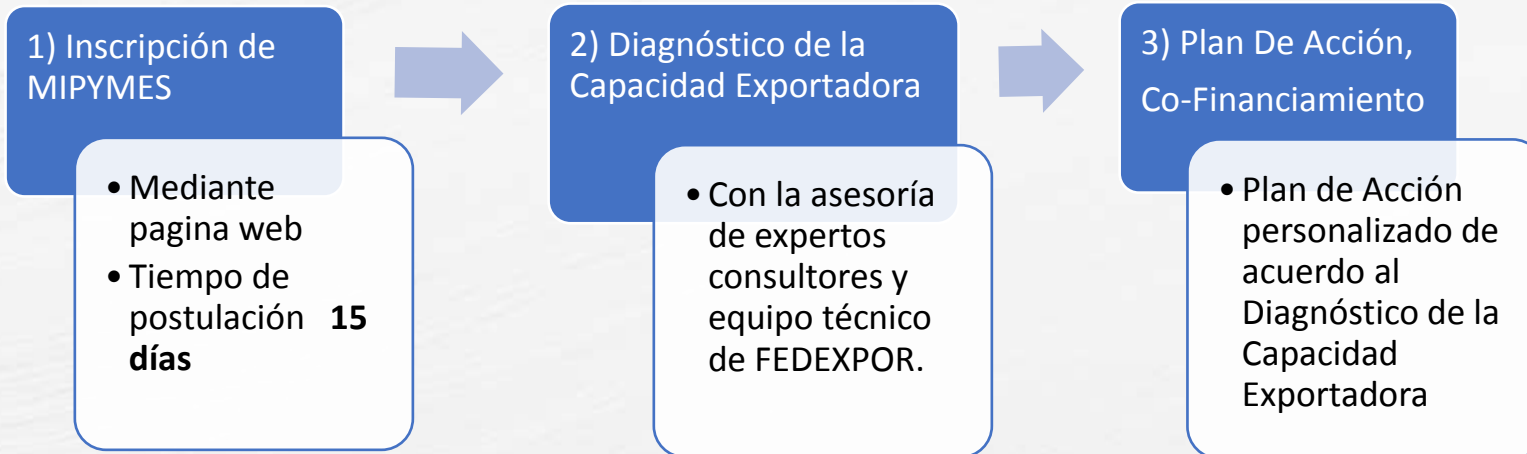 1) Inscripción de
MIPYMES
• Mediante
pagina web
• Tiempo de
postulación 15
días
2) Diagnóstico de la
Capacidad Exportadora
• Con la asesoría
de expertos
consultores y
equipo técnico
de FEDEXPOR.
3) Plan De Acción,
Co-Financiamiento
• Plan de Acción
personalizado de
acuerdo al
Diagnóstico de la
Capacidad
Exportadora